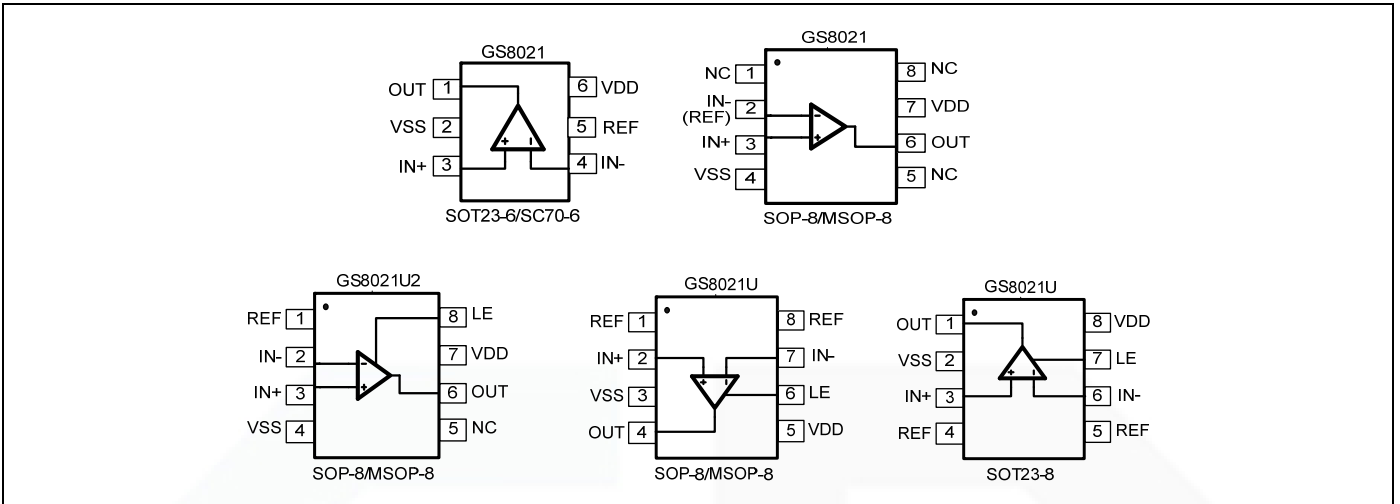 GS8021
OUT 1
6 VDD
VSS 2
5 REF
IN+ 3
4 IN-
+ -
SOT23-6/SC70-6
GS8021
NC 1
8 NC
IN-
(REF) 2
7 VDD
IN+ 3
6 OUT
VSS 4
5 NC
-
+
SOP-8/MSOP-8
GS8021U2
REF 1
8 LE
IN- 2
7 VDD
IN+ 3
6 OUT
VSS 4
5 NC
-
+
SOP-8/MSOP-8
GS8021U
REF 1
8 REF
IN+ 2
7 IN-
VSS 3
6 LE
OUT 4
5 VDD
+ -
SOP-8/MSOP-8
GS8021U
OUT 1
8 VDD
VSS 2
7 LE
IN+ 3
6 IN-
REF 4
5 REF
+ -
SOT23-8